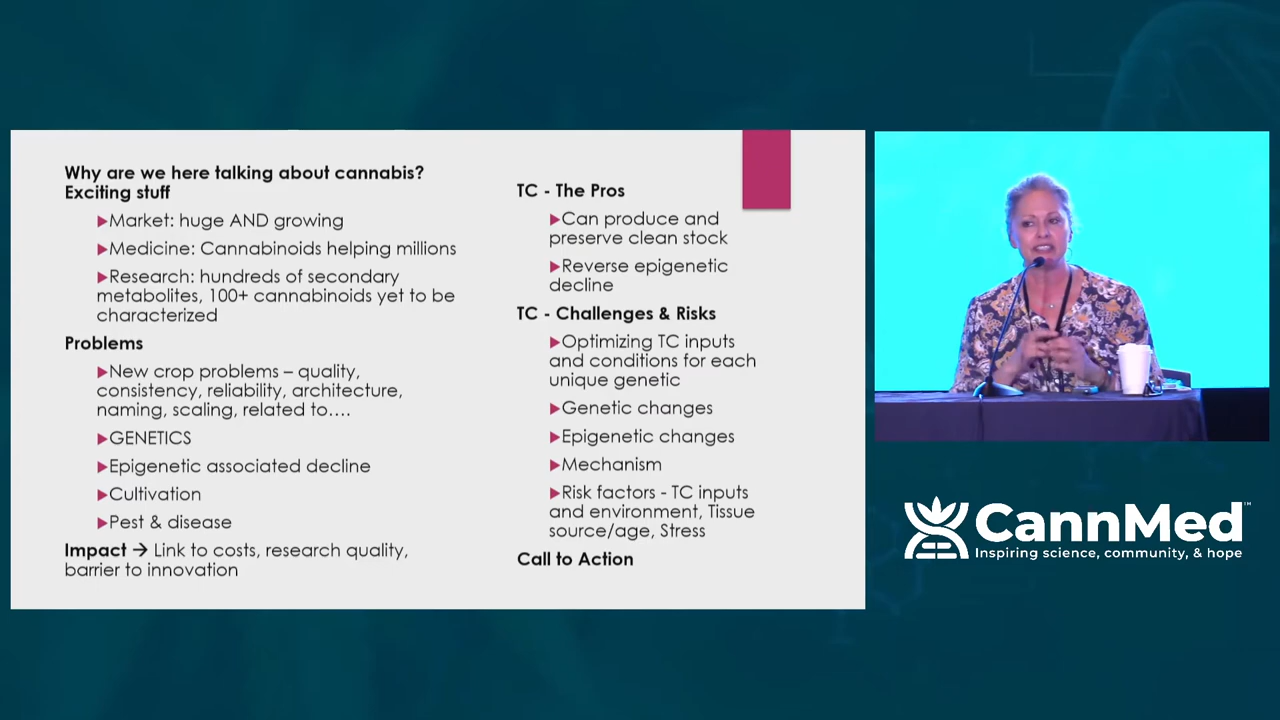 Why are we here talking about cannabis?
Exciting stuff
▶Market: huge AND growing
▶Medicine: Cannabinoids helping millions
▶Research: hundreds of secondary
metabolites, 100+ cannabinoids yet to be
characterized
Problems
▶New crop problems – quality,
consistency, reliability, architecture,
naming, scaling, related to….
▶GENETICS
▶Epigenetic associated decline
▶Cultivation
▶Pest & disease
Impact → Link to costs, research quality,
barrier to innovation
TC - The Pros
▶Can produce and
preserve clean stock
▶Reverse epigenetic
decline
TC - Challenges & Risks
▶Optimizing TC inputs
and conditions for each
unique genetic
▶Genetic changes
▶Epigenetic changes
▶Mechanism
▶Risk factors - TC inputs
and environment, Tissue
source/age, Stress
Call to Action
CannMed™
Inspiring science, community, & hope